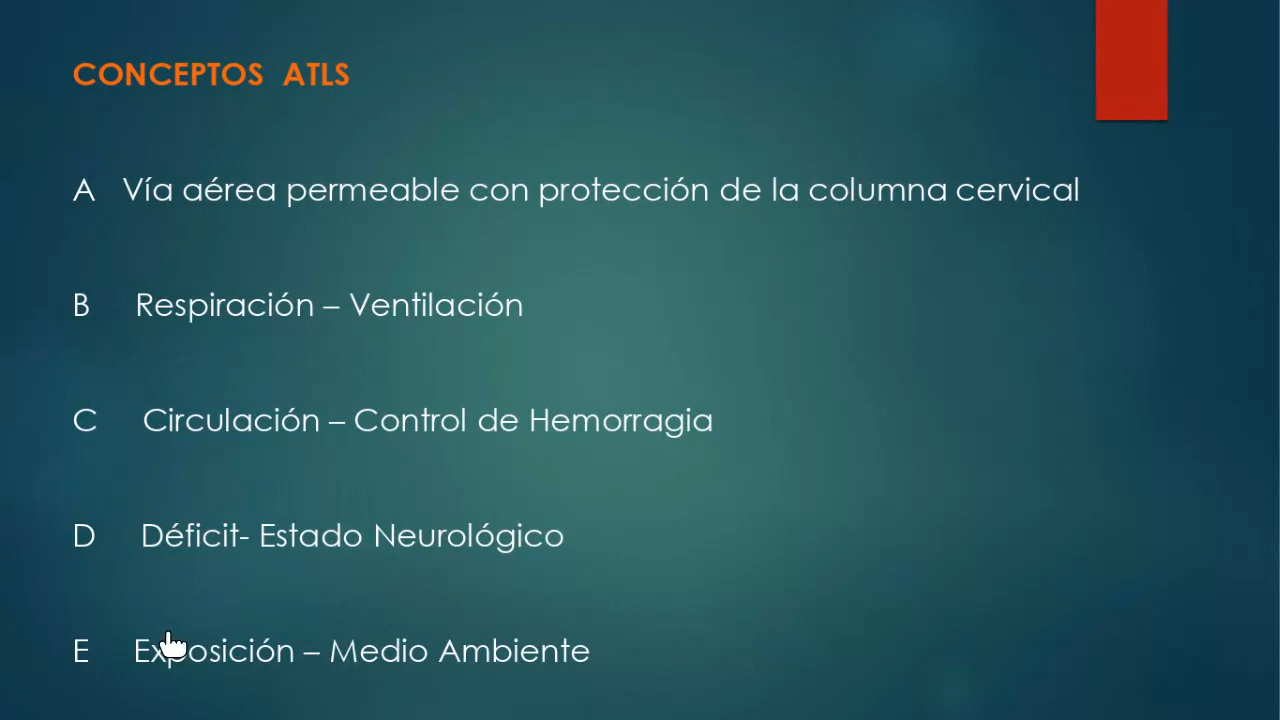 CONCEPTOS ATLS
A Vía aérea permeable con protección de la columna cervical
B Respiración – Ventilación
C Circulación – Control de Hemorragia
D Déficit- Estado Neurológico
E Exposición – Medio Ambiente